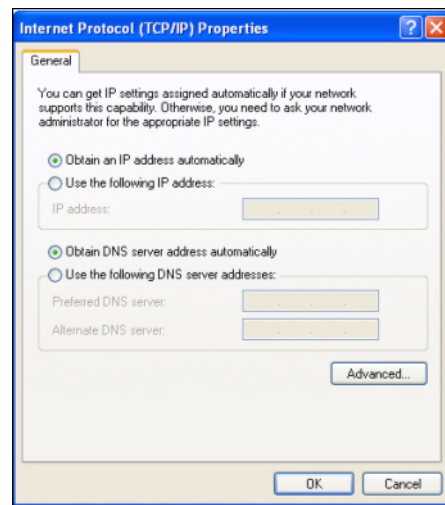 Internet Protocol (TCP/IP) Properties
General
You can get IP settings assigned automatically if your network
supports this capability. Otherwise, you need to ask your network
administrator for the appropriate IP settings.
Obtain an IP address automatically
Use the following IP address:
IP address:
Obtain DNS server address automatically
Use the following DNS server addresses:
Preferred DNS server:
Alternate DNS server:
Advanced...
OK Cancel